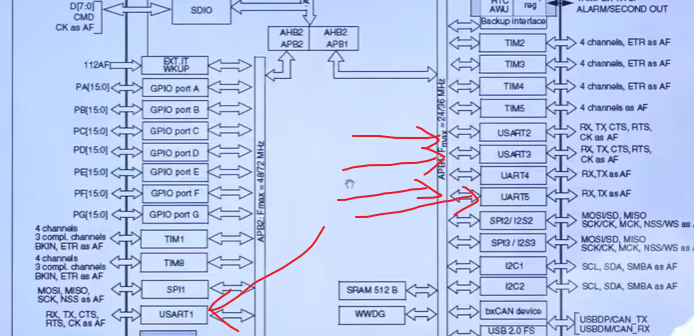 D[7:0]
CMD
CK as AF
SDIO
AHB2
APB2
AHB2
APB1
RTC
AWU
reg
Backup interface
ALARM/SECOND OUT
112AF
EXT.IT
WKUP
PA[15:0]
GPIO port A
PB[15:0]
GPIO port B
PC[15:0]
GPIO port C
PD[15:0]
GPIO port D
PE[15:0]
GPIO port E
PF[15:0]
GPIO port F
PG[15:0]
GPIO port G
4 channels
3 compl. channels
BKIN, ETR as AF
TIM1
4 channels
3 compl. channels
BKIN, ETR as AF
TIM8
MOSI, MISO,
SCK, NSS as AF
SPI1
RX, TX, CTS,
RTS, CK as AF
USART1
APB2: Fmax = 48/72 MHz
SRAM 512 B
WWDG
APB1: Fmax = 24/36 MHz
TIM2
4 channels, ETR as AF
TIM3
4 channels, ETR as AF
TIM4
4 channels, ETR as AF
TIM5
4 channels as AF
USART2
RX, TX, CTS, RTS,
CK as AF
USART3
RX, TX, CTS, RTS,
CK as AF
UART4
RX,TX as AF
UART5
RX, TX as AF
SPI2 / I2S2
MOSI/SD, MISO
SCK/CK, MCK, NSS/WS as
SPI3 / I2S3
MOSI/SD, MISO
SCK/CK, MCK, NSS/WS as
I2C1
SCL, SDA, SMBA as AF
I2C2
SCL, SDA, SMBA as AF
bxCAN device
USB 2.0 FS
USBDP/CAN_TX
USBDM/CAN_RX